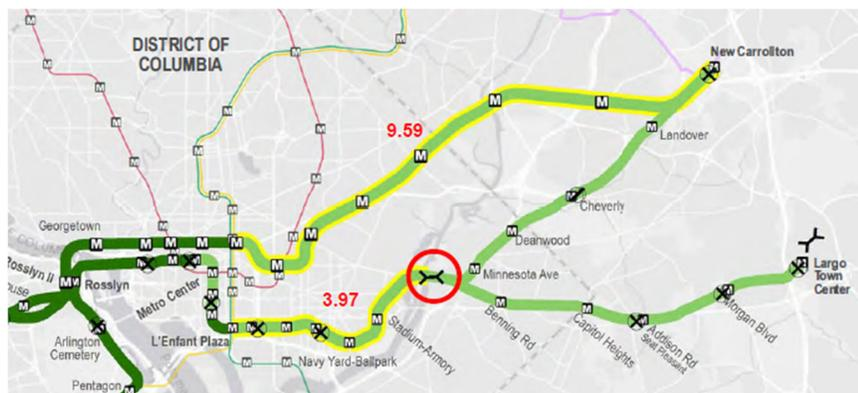 DISTRICT OF
COLUMBIA
New Carrollton
9.59
Landover
Cheverly
Georgetown
Deanwood
Rosslyn II
Rosslyn
Metro Center
Minnesota Ave
Largo
Town
Center
3.97
Stadium-Armory
Benning Rd
Capitol Heights
Addison Rd
Seat Pleasant
Morgan Blvd
Arlington
Cemetery
L'Enfant Plaza
Navy Yard-Ballpark
Pentagon